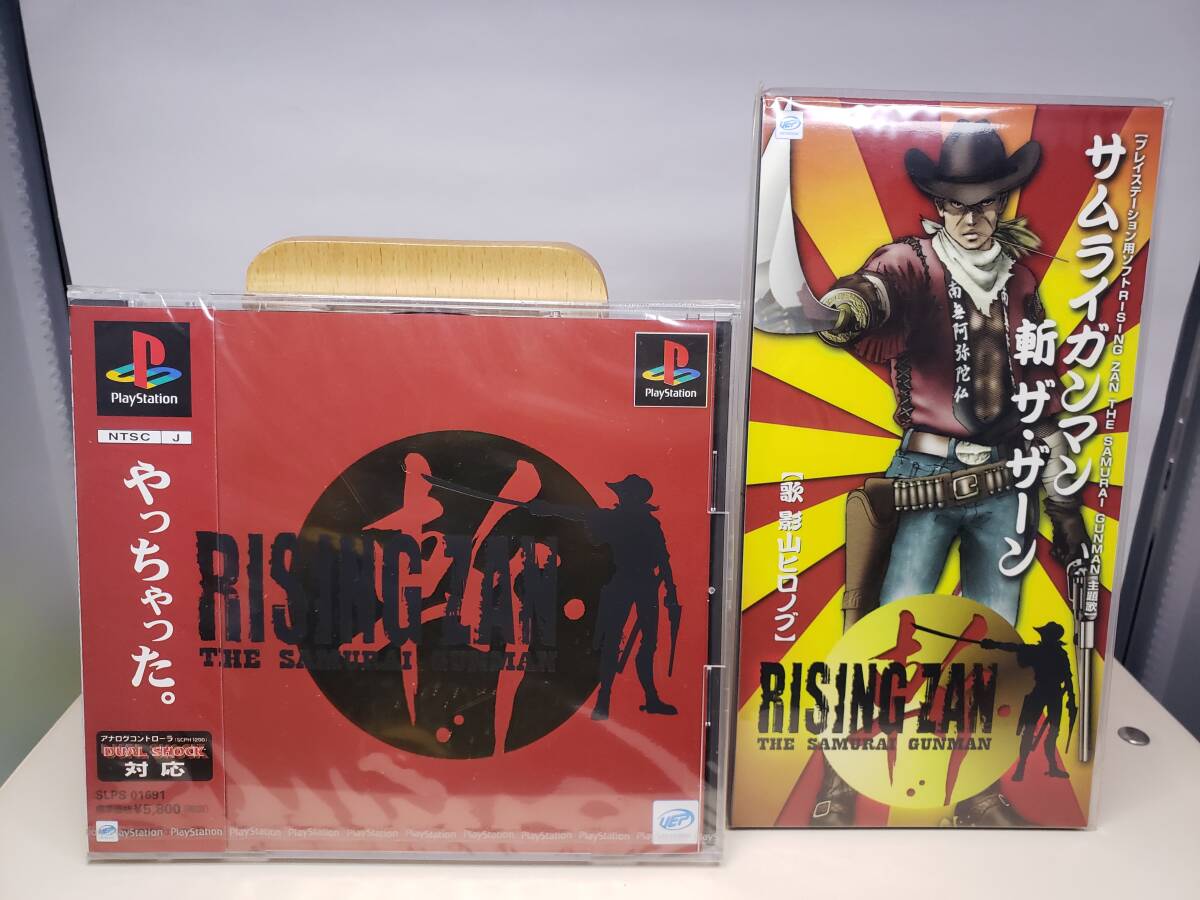 PlayStation
NTSC J
やっちゃった。
アナログコントローラ(SCPH1200)
DUAL SHOCK
対応
SLPS 01691
¥5,800
PlayStation PlayStation PlayStation PlayStation PlayStation PlayStation PlayStation PlayStation PlayStation
PlayStation
斬
RISING ZAN
THE SAMURAI GUNMAN
UEP
UEP
【プレイステーション用ソフトRISING ZAN THE SAMURAI GUNMAN主題歌】
サムライガンマン
斬 ザ・ザーン
【歌 影山ヒロノブ】
南無阿弥陀仏
斬
RISING ZAN
THE SAMURAI GUNMAN